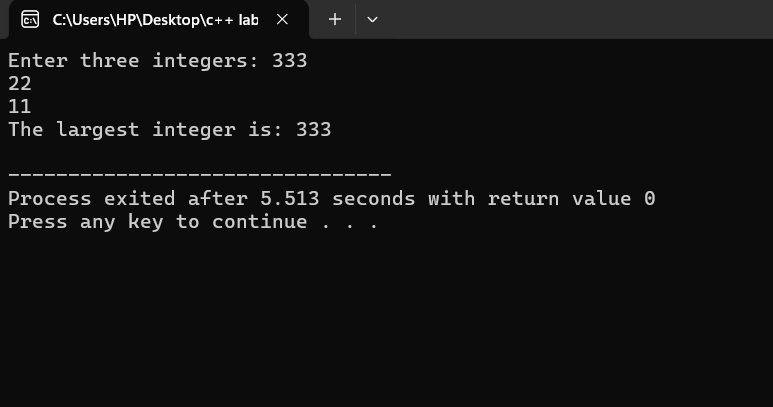 C:\Users\HP\Desktop\c++ lab
Enter three integers: 333
22
11
The largest integer is: 333
--------------------------------
Process exited after 5.513 seconds with return value 0
Press any key to continue . . .